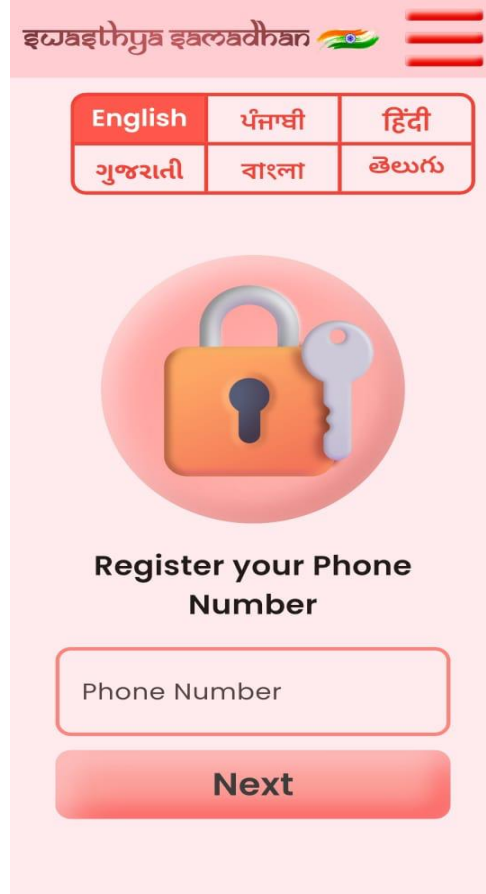 swasthya samadhan
English ਪੰਜਾਬੀ हिंदी
ગુજરાતી বাংলা తెలుగు
Register your Phone
Number
Phone Number
Next